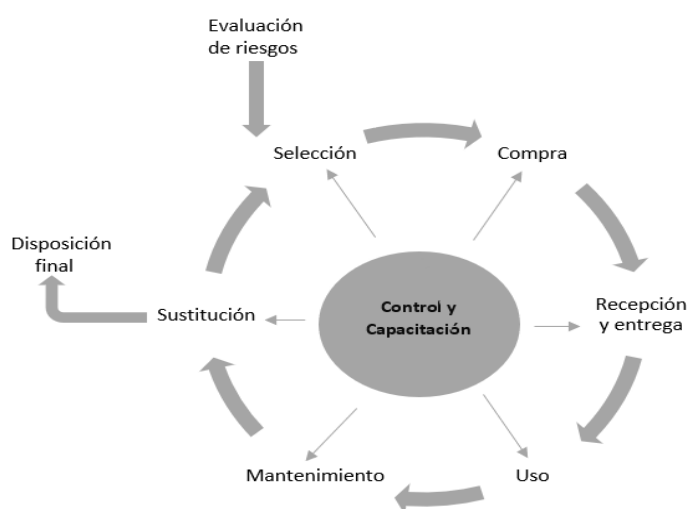 Evaluación
de riesgos
Selección
Compra
Disposición
final
Sustitución
Control y
Capacitación
Recepción
y entrega
Mantenimiento
Uso